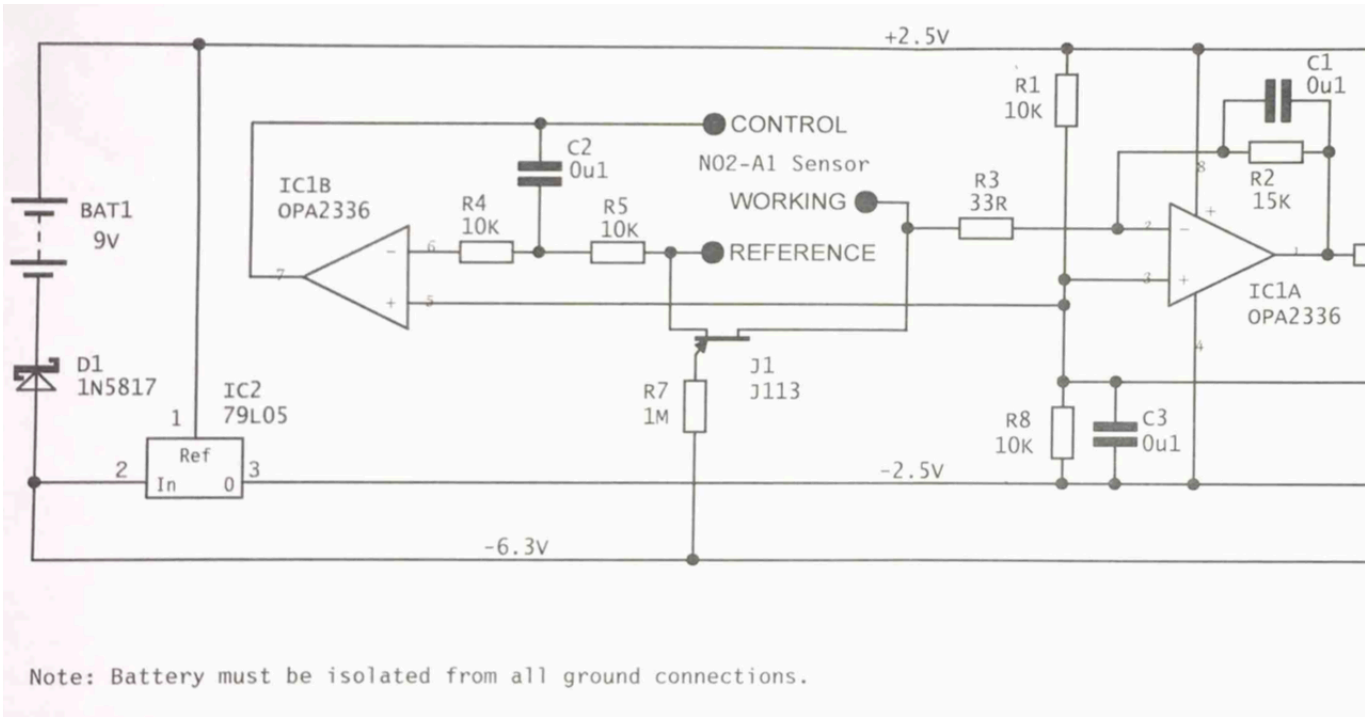 +2.5V
C1
0u1
R1
10K
CONTROL
C2
0u1
NO2-A1 Sensor
8
R2
15K
IC1B
OPA2336
R4
10K
R5
10K
WORKING
R3
33R
BAT1
9V
+
- 6
REFERENCE
2 -
7
1
+ 5
3 +
IC1A
OPA2336
4
D1
1N5817
J1
J113
IC2
79L05
R7
1M
1
R8
10K
C3
0u1
Ref
2
3
-2.5V
In
O
-6.3V
Note: Battery must be isolated from all ground connections.